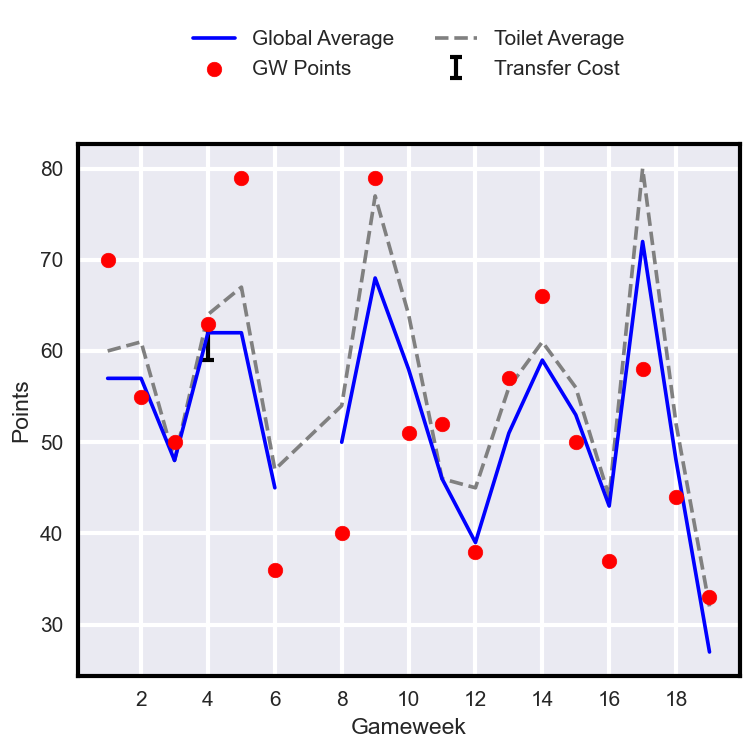 Global Average
Toilet Average
GW Points
Transfer Cost
80
70
60
50
40
30
Points
2 4 6 8 10 12 14 16 18
Gameweek